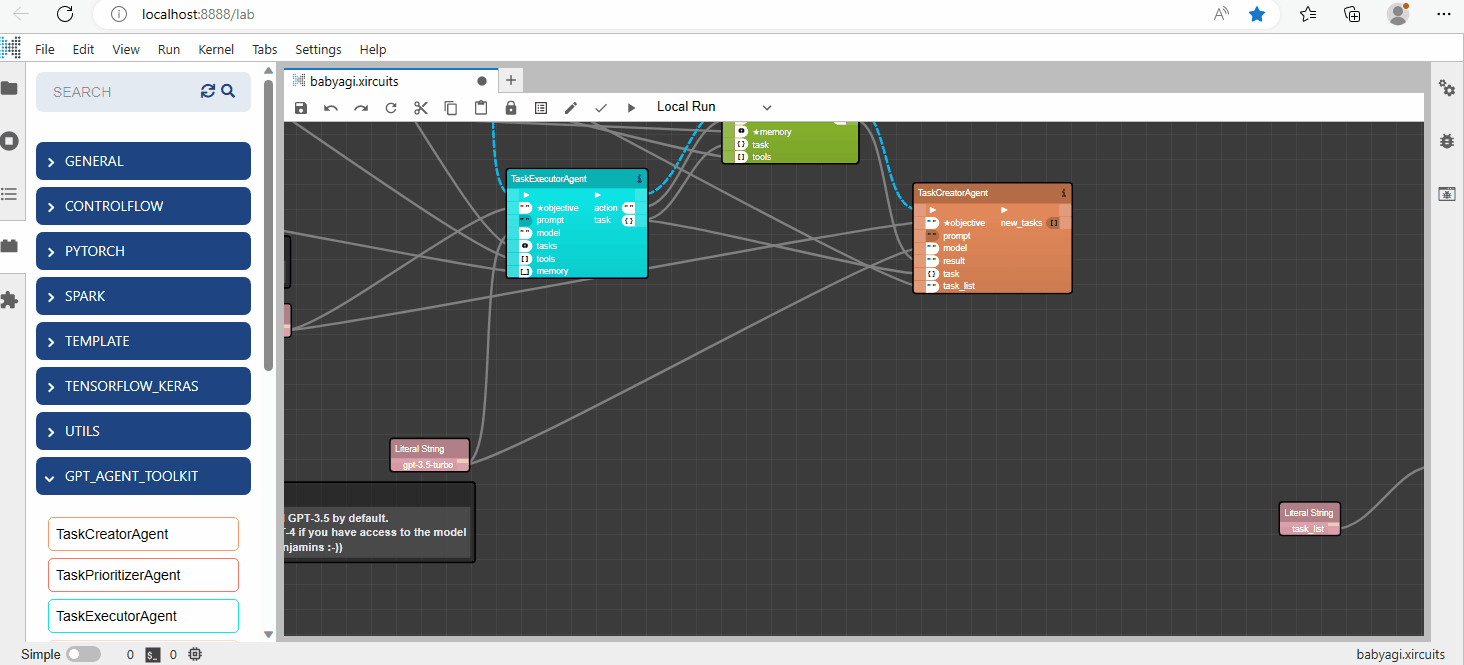 localhost:8888/lab
File Edit View Run Kernel Tabs Settings Help
SEARCH
GENERAL
CONTROLFLOW
PYTORCH
SPARK
TEMPLATE
TENSORFLOW_KERAS
UTILS
GPT_AGENT_TOOLKIT
TaskCreatorAgent
TaskPrioritizerAgent
TaskExecutorAgent
babyagi.xircuits
Local Run
★memory
task
tools
TaskExecutorAgent
★objective action
prompt task
model
tasks
tools
memory
TaskCreatorAgent
★objective new_tasks
prompt
model
result
task
task_list
Literal String
gpt-3.5-turbo
GPT-3.5 by default.
T-4 if you have access to the model
njamins :-))
Literal String
task_list
Simple 0 $_ 0 babyagi.xircuits